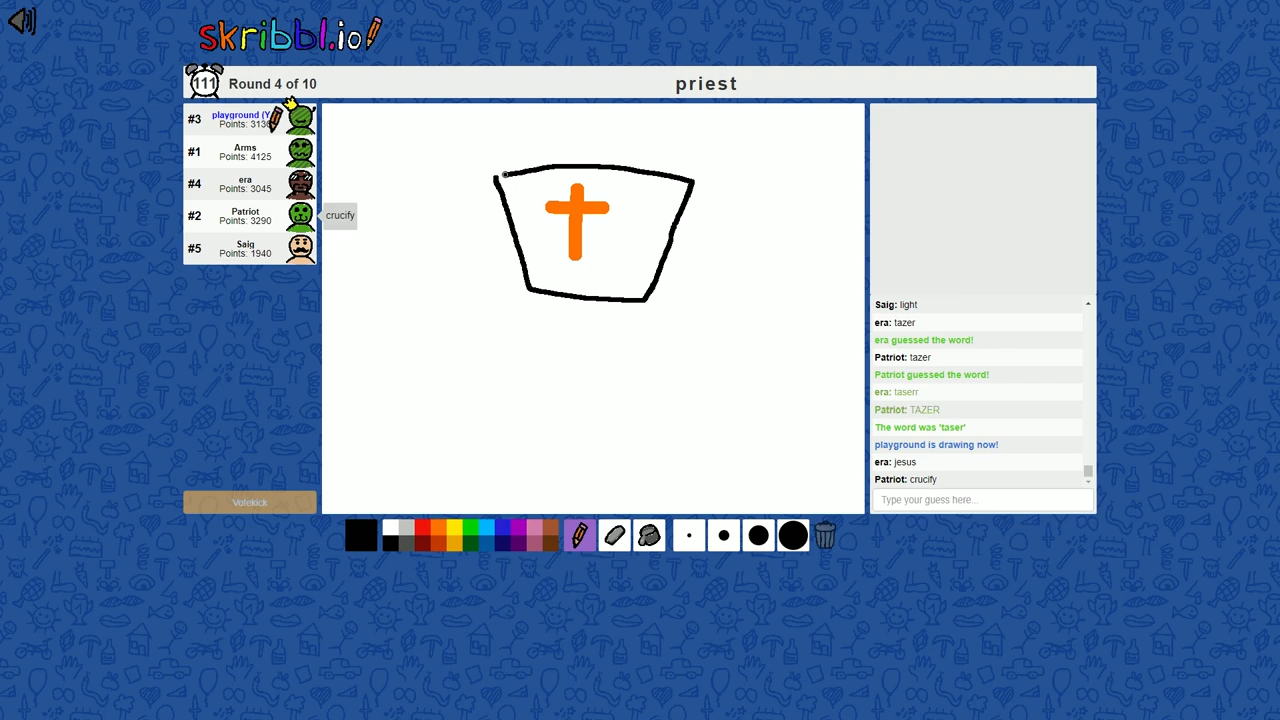 skribbl.io
111 Round 4 of 10 priest
#3 playground (Y
Points: 3130
#1 Arms
Points: 4125
#4 era
Points: 3045
#2 Patriot
Points: 3290
crucify
#5 Saig
Points: 1940
Votekick
Saig: light
era: tazer
era guessed the word!
Patriot: tazer
Patriot guessed the word!
era: taserr
Patriot: TAZER
The word was 'taser'
playground is drawing now!
era: jesus
Patriot: crucify
Type your guess here...